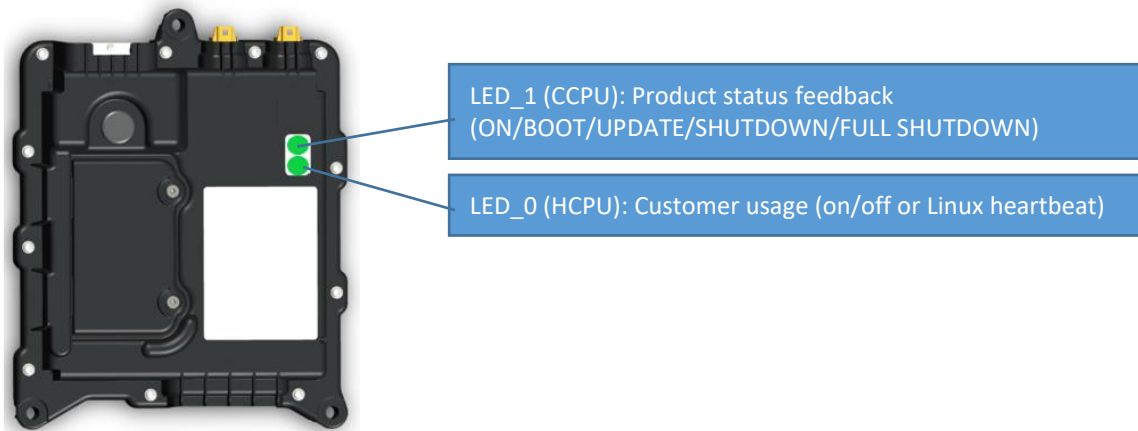 LED_1 (CCPU): Product status feedback
(ON/BOOT/UPDATE/SHUTDOWN/FULL SHUTDOWN)
LED_0 (HCPU): Customer usage (on/off or Linux heartbeat)